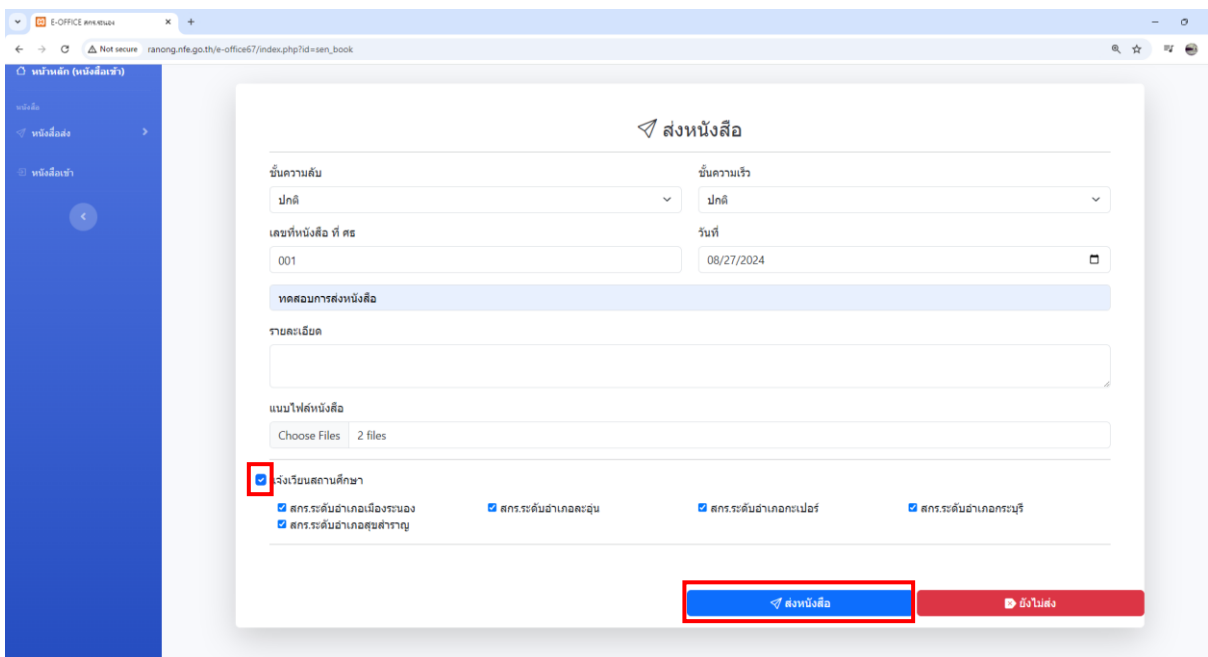 E-OFFICE สกร.ระนอง
Not secure ranong.nfe.go.th/e-office67/index.php?id=sen_book
หน้าหลัก (หนังสือเข้า)
หนังสือ
หนังสือส่ง
หนังสือเข้า
ส่งหนังสือ
ชั้นความลับ ชั้นความเร็ว
ปกติ ปกติ
เลขที่หนังสือ ที่ ศธ วันที่
001 08/27/2024
ทดสอบการส่งหนังสือ
รายละเอียด
แนบไฟล์หนังสือ
Choose Files 2 files
แจ้งเวียนสถานศึกษา
สกร.ระดับอำเภอเมืองระนอง สกร.ระดับอำเภอละอุ่น สกร.ระดับอำเภอกะเปอร์ สกร.ระดับอำเภอกระบุรี
สกร.ระดับอำเภอสุขสำราญ
ส่งหนังสือ ยังไม่ส่ง